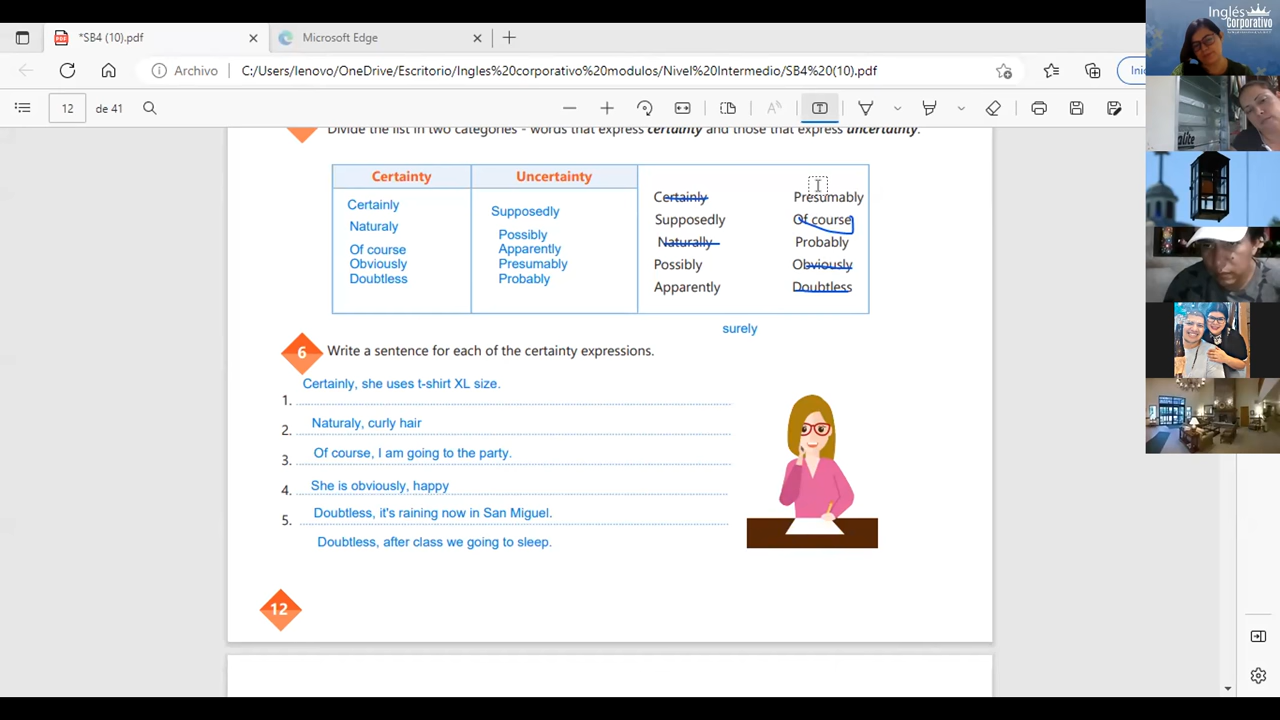 *SB4 (10).pdf
Microsoft Edge
Archivo
C:/Users/lenovo/OneDrive/Escritorio/Ingles%20corporativo%20modulos/Nivel%20Intermedio/SB4%20(10).pdf
Inic
12 de 41
Divide the list in two categories - words that express certainty and those that express uncertainty.
Certainty
Uncertainty
Certainly
Naturaly
Of course
Obviously
Doubtless
Supposedly
Possibly
Apparently
Presumably
Probably
Certainly
Supposedly
Naturally
Possibly
Apparently
Presumably
Of course
Probably
Obviously
Doubtless
surely
6 Write a sentence for each of the certainty expressions.
Certainly, she uses t-shirt XL size.
1.
Naturaly, curly hair
2.
Of course, I am going to the party.
3.
She is obviously, happy
4.
Doubtless, it's raining now in San Miguel.
5.
Doubtless, after class we going to sleep.
12
Inglés
Corporativo